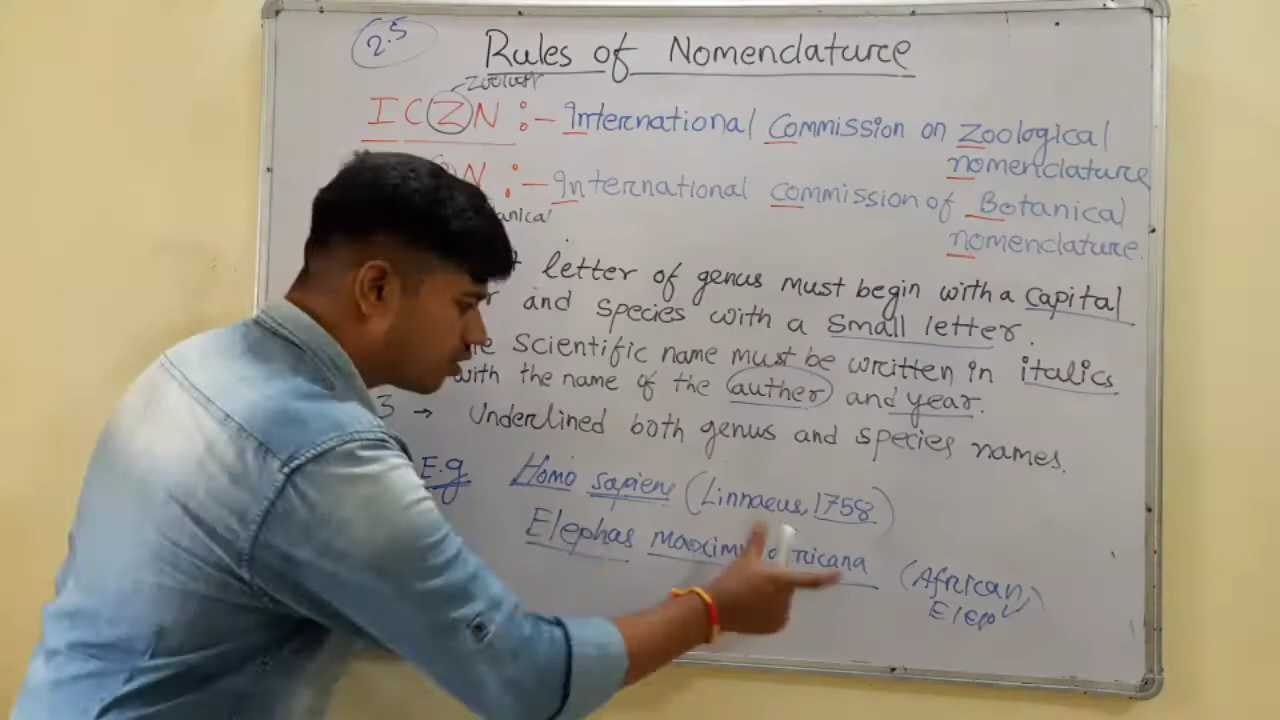 2.5
Rules of Nomenclature
Zoology
ICZN :- International Commission on Zoological
nomenclature
N :- International commission of Botanical
anical
nomenclature.
letter of genus must begin with a capital
and species with a small letter.
Scientific name must be written in italics
with the name of the auther and year.
3 → Underlined both genus and species names.
E.g Homo sapiens (Linnaeus, 1758)
Elephas africana (African
Elep